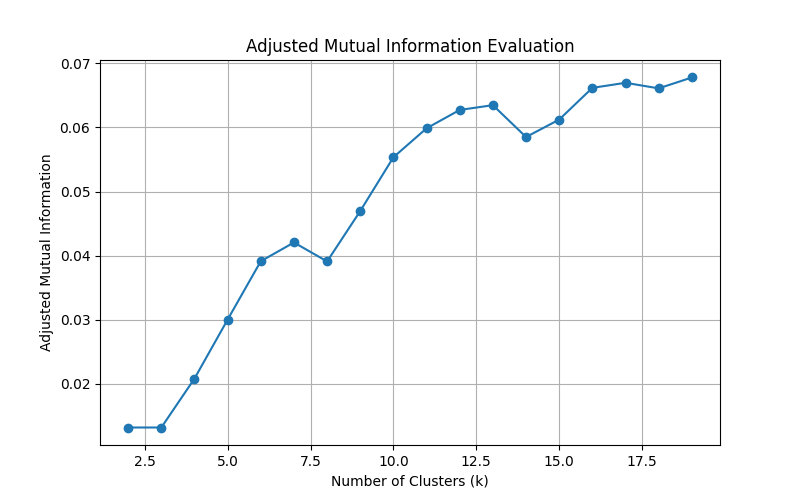 Adjusted Mutual Information Evaluation
Adjusted Mutual Information
0.07
0.06
0.05
0.04
0.03
0.02
2.5 5.0 7.5 10.0 12.5 15.0 17.5
Number of Clusters (k)